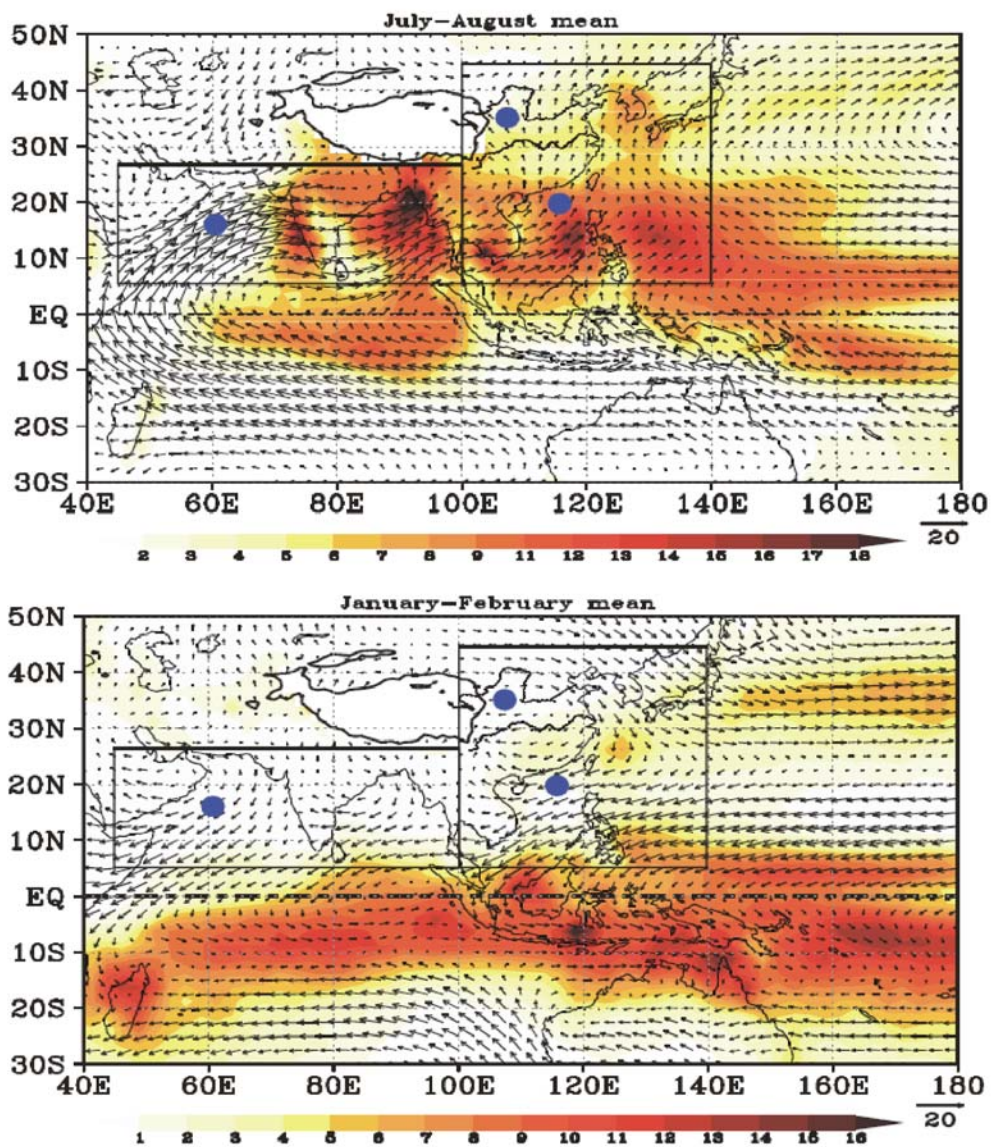 July-August mean
50N
40N
30N
20N
10N
EQ
10S
20S
30S
40E 60E 80E 100E 120E 140E 160E 180
2 3 4 5 6 7 8 9 11 12 13 14 15 16 17 18
20
January-February mean
50N
40N
30N
20N
10N
EQ
10S
20S
30S
40E 60E 80E 100E 120E 140E 160E 180
1 2 3 4 5 6 7 8 9 10 11 12 13 14 15 16
20